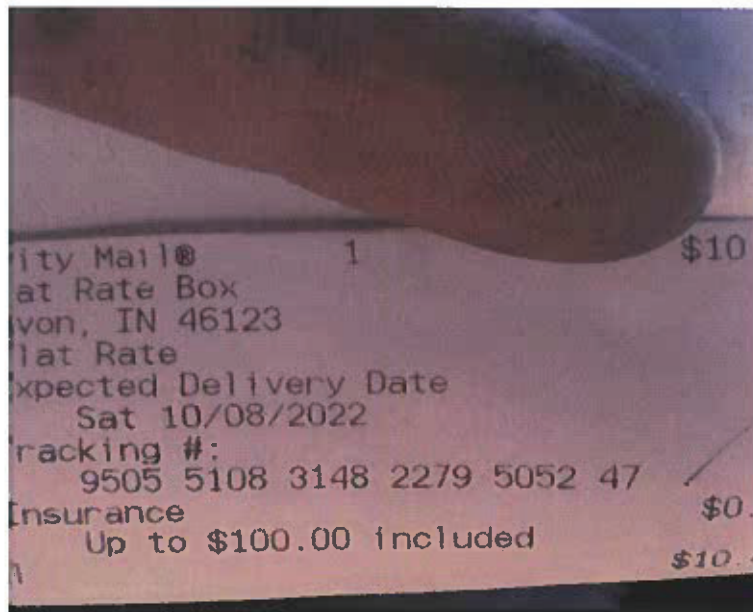 ity Mail® 1 $10
at Rate Box
von, IN 46123
lat Rate
xpected Delivery Date
Sat 10/08/2022
racking #:
9505 5108 3148 2279 5052 47
Insurance $0.
Up to $100.00 included
$10.